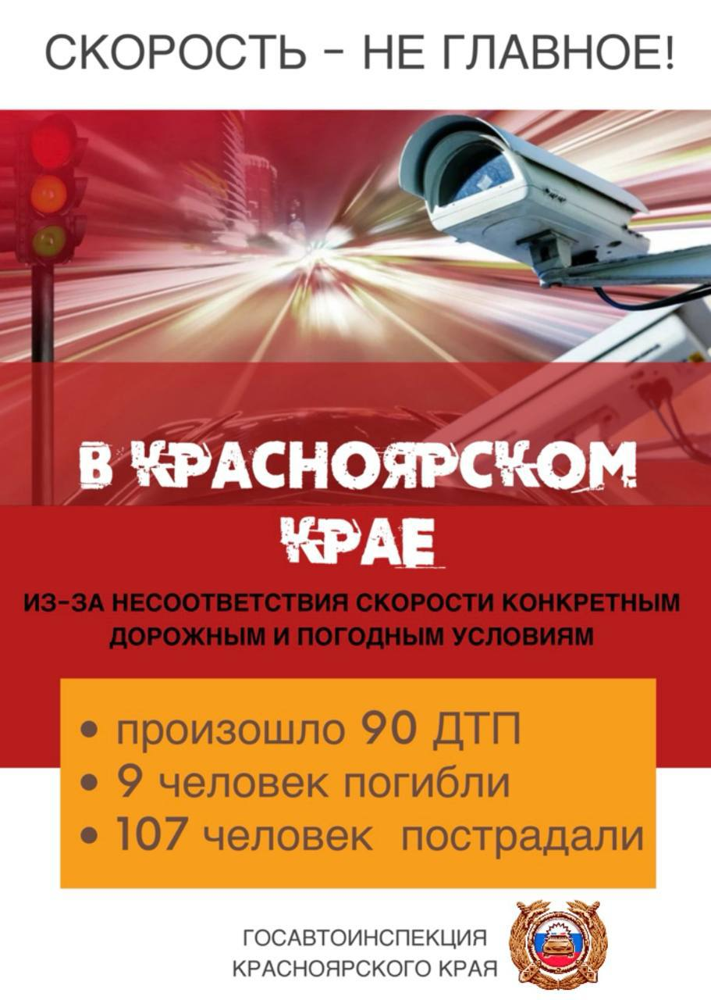 СКОРОСТЬ - НЕ ГЛАВНОЕ!
В КРАСНОЯРСКОМ
КРАЕ
ИЗ-ЗА НЕСООТВЕТСТВИЯ СКОРОСТИ КОНКРЕТНЫМ
ДОРОЖНЫМ И ПОГОДНЫМ УСЛОВИЯМ
• произошло 90 ДТП
• 9 человек погибли
• 107 человек пострадали
ГОСАВТОИНСПЕКЦИЯ
КРАСНОЯРСКОГО КРАЯ